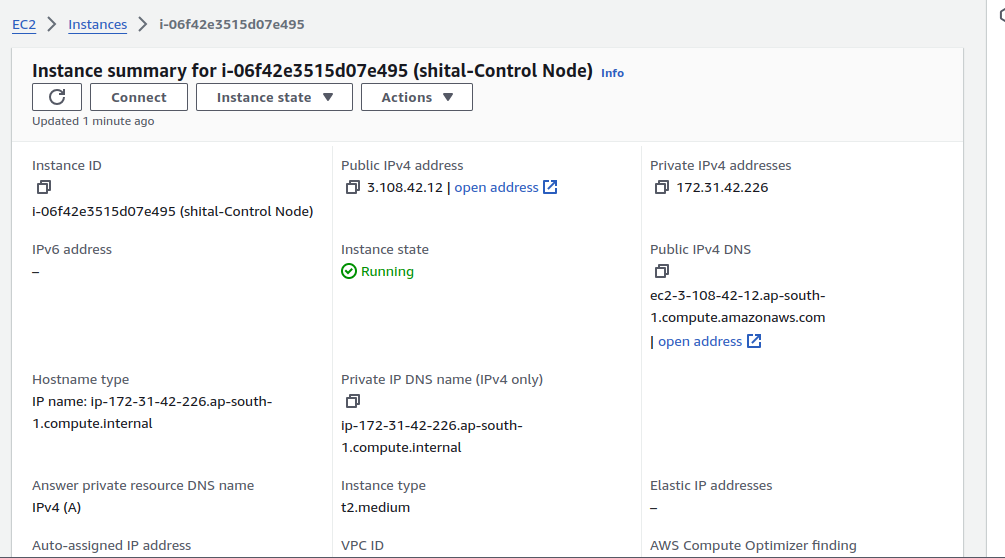 EC2 > Instances > i-06f42e3515d07e495
Instance summary for i-06f42e3515d07e495 (shital-Control Node) Info
Connect Instance state Actions
Updated 1 minute ago
Instance ID
i-06f42e3515d07e495 (shital-Control Node)
Public IPv4 address
3.108.42.12 | open address
Private IPv4 addresses
172.31.42.226
IPv6 address
–
Instance state
Running
Public IPv4 DNS
ec2-3-108-42-12.ap-south-
1.compute.amazonaws.com
| open address
Hostname type
IP name: ip-172-31-42-226.ap-south-
1.compute.internal
Private IP DNS name (IPv4 only)
ip-172-31-42-226.ap-south-
1.compute.internal
Answer private resource DNS name
IPv4 (A)
Instance type
t2.medium
Elastic IP addresses
–
Auto-assigned IP address
VPC ID
AWS Compute Optimizer finding